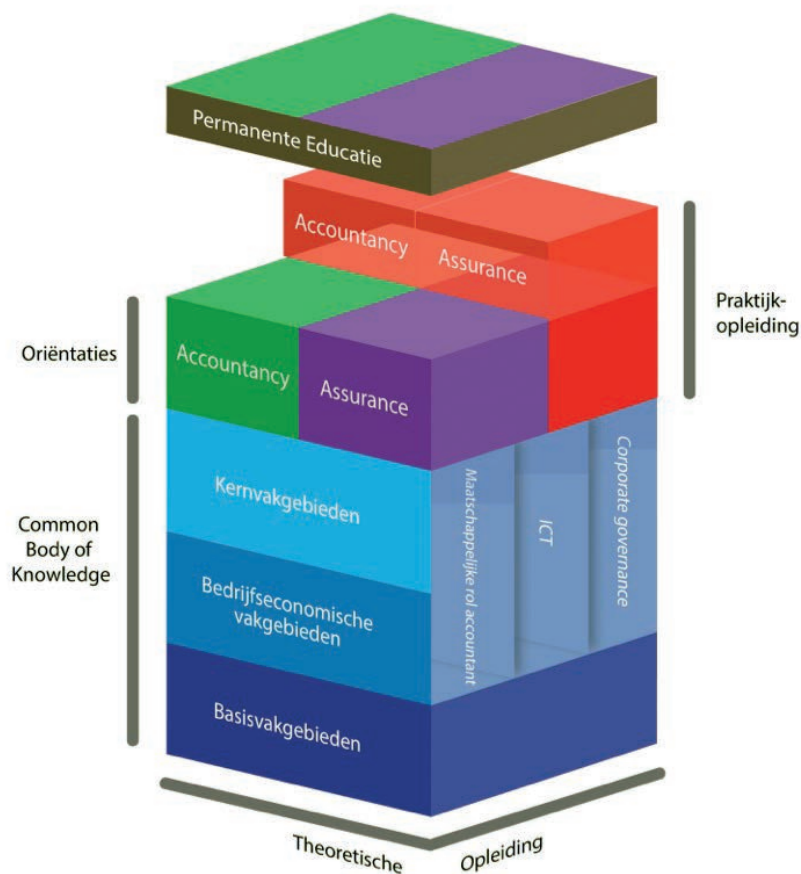 Permanente Educatie
Accountancy
Assurance
Praktijk-
opleiding
Oriëntaties
Accountancy
Assurance
Common
Body of
Knowledge
Kernvakgebieden
Bedrijfseconomische
vakgebieden
Basisvakgebieden
Maatschappelijke rol accountant
ICT
Corporate governance
Theoretische
Opleiding